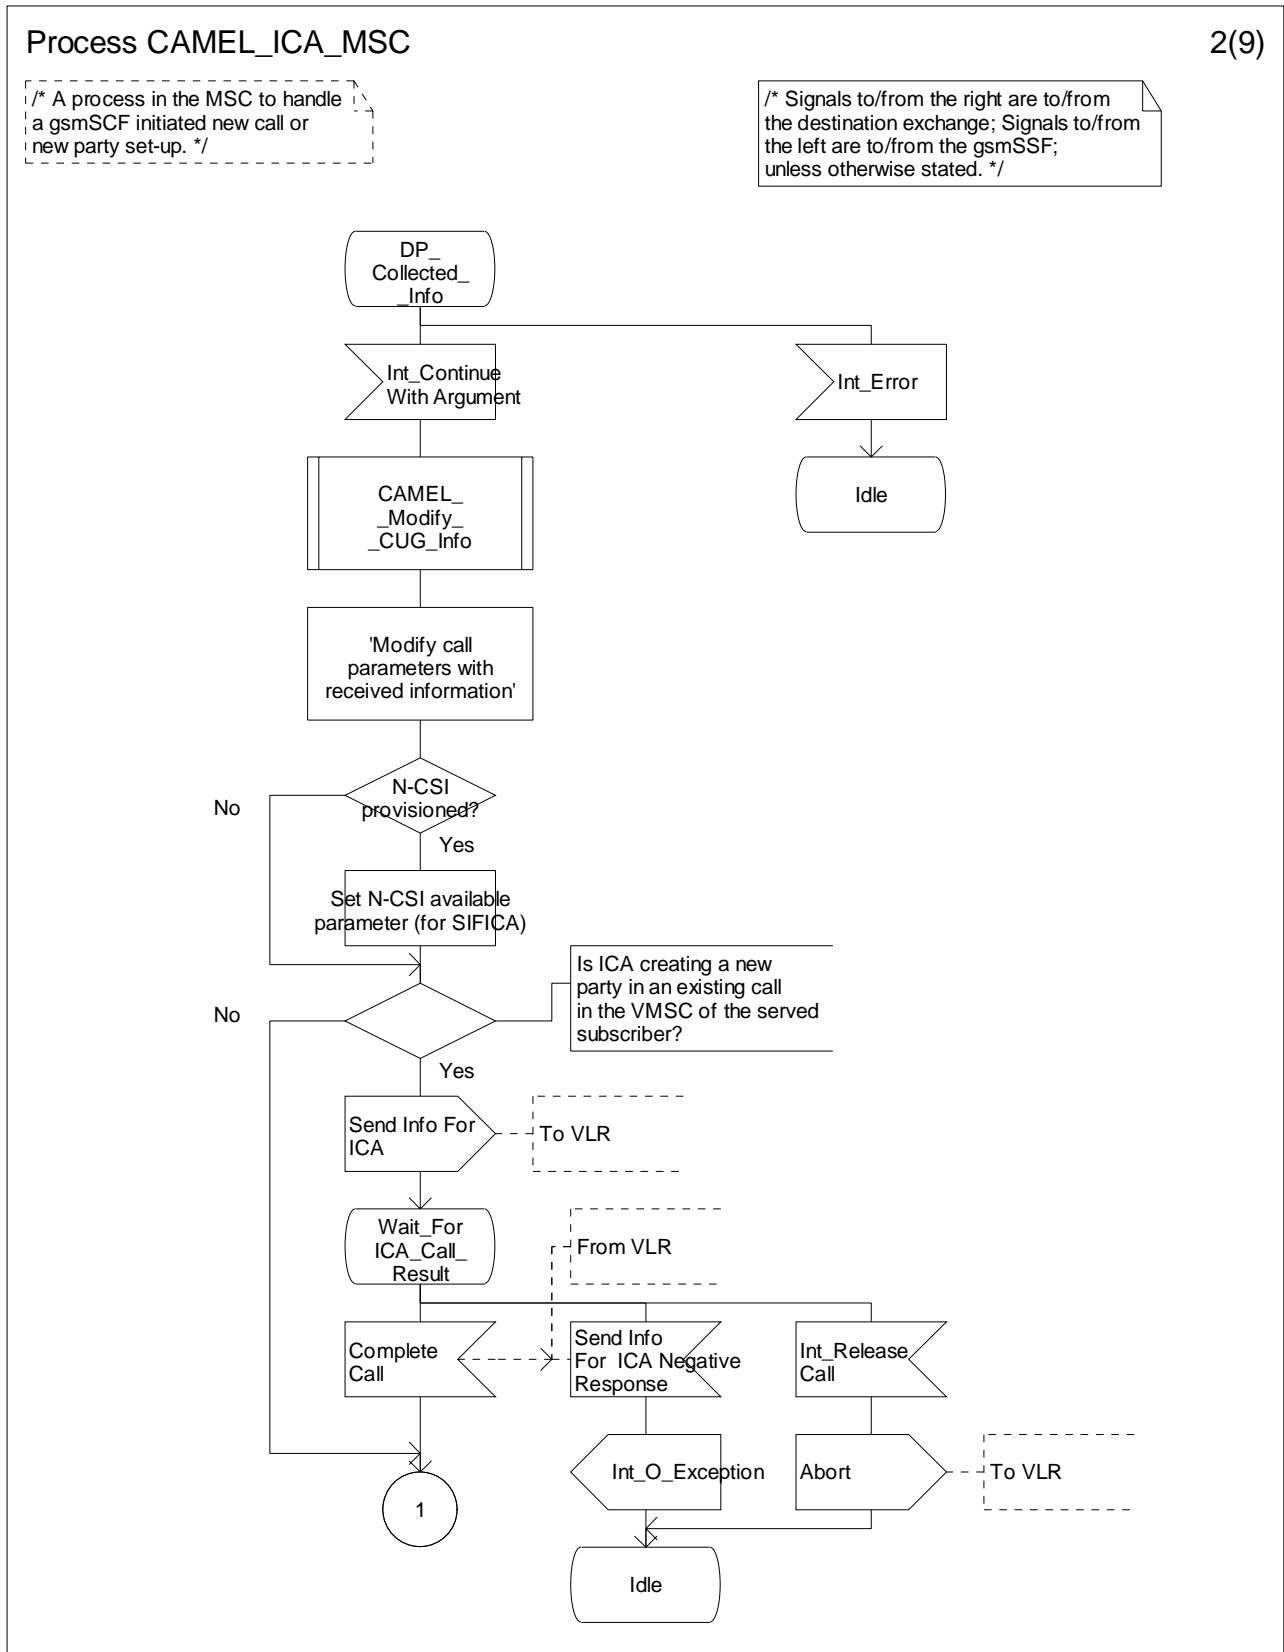 Process CAMEL_ICA_MSC
2(9)
/* A process in the MSC to handle
a gsmSCF initiated new call or
new party set-up. */
/* Signals to/from the right are to/from
the destination exchange; Signals to/from
the left are to/from the gsmSSF;
unless otherwise stated. */
DP_
Collected_
_Info
Int_Continue
With Argument
Int_Error
CAMEL_
_Modify_
_CUG_Info
Idle
'Modify call
parameters with
received information'
N-CSI
provisioned?
No
Yes
Set N-CSI available
parameter (for SIFICA)
Is ICA creating a new
party in an existing call
in the VMSC of the served
subscriber?
No
Yes
Send Info For
ICA
To VLR
Wait_For
ICA_Call_
Result
From VLR
Complete
Call
Send Info
For  ICA Negative
Response
Int_Release
Call
Int_O_Exception
Abort
To VLR
1
Idle